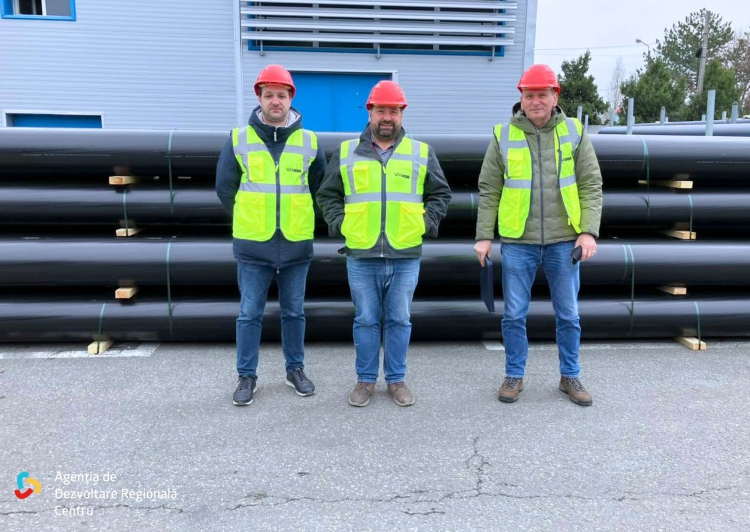 Agenția de
Dezvoltare Regională
Centru